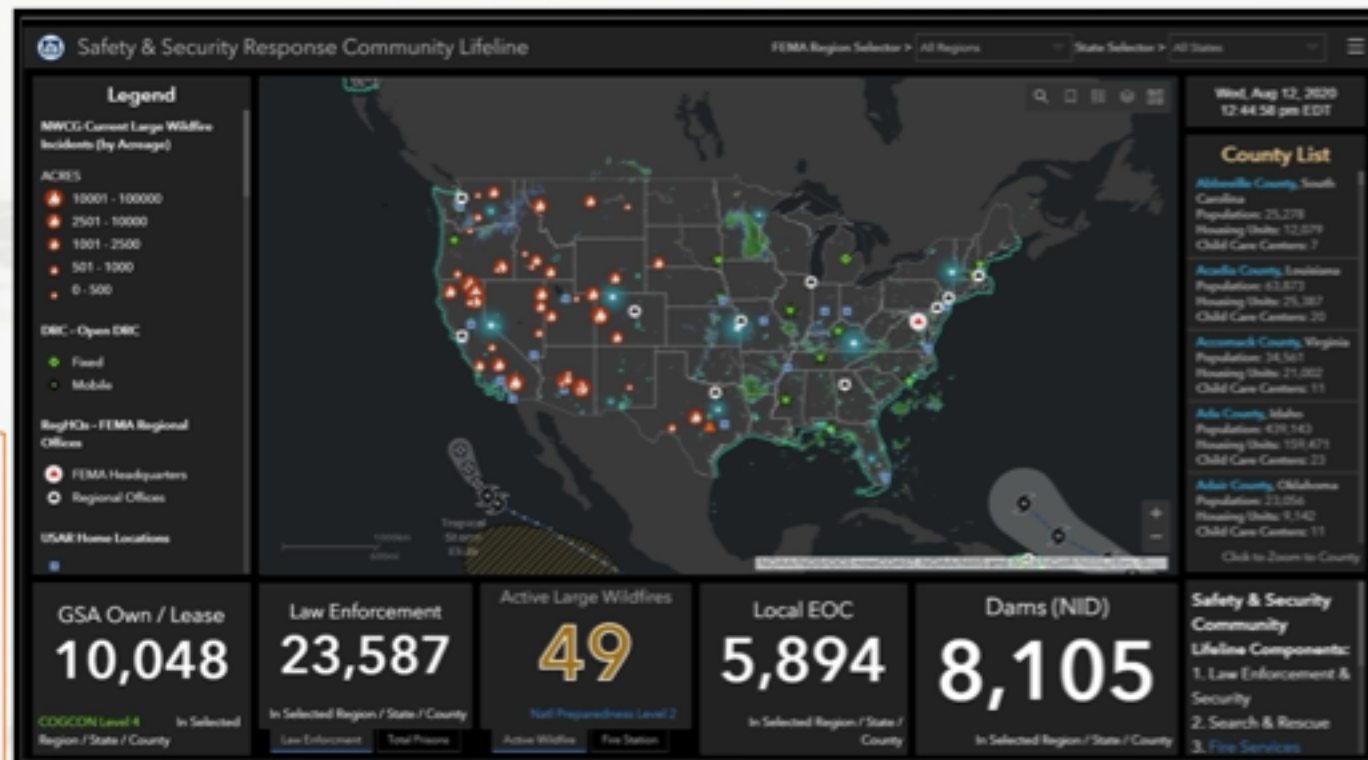 Safety & Security Response Community Lifeline
FEMA Region Selector > All Regions
State Selector > All States
Legend
NWCG Current Large Wildfire
Incidents (by Acreage)
ACRES
10001 - 100000
2501 - 10000
1001 - 2500
501 - 1000
0 - 500
DRC - Open DRC
Fixed
Mobile
RegHQs - FEMA Regional
Offices
FEMA Headquarters
Regional Offices
USAR Home Locations
Tropical
Storm
Wed, Aug 12, 2020
12:44:58 pm EDT
County List
Abbeville County, South
Carolina
Population: 25,278
Housing Units: 12,079
Child Care Centers: 7
Acadia County, Louisiana
Population: 63,873
Housing Units: 25,387
Child Care Centers: 20
Accomack County, Virginia
Population: 34,561
Housing Units: 21,002
Child Care Centers: 11
Ada County, Idaho
Population: 439,143
Housing Units: 159,471
Child Care Centers: 23
Adair County, Oklahoma
Population: 23,056
Housing Units: 9,142
Child Care Centers: 11
Click to Zoom to County
GSA Own / Lease
10,048
COGCON Level 4 In Selected
Region / State / County
Law Enforcement
23,587
In Selected Region / State / County
Law Enforcement Total Prisons
Active Large Wildfires
49
Natl Preparedness Level 2
Active Wildfire Fire Station
Local EOC
5,894
In Selected Region / State /
County
Dams (NID)
8,105
In Selected Region / State / County
Safety & Security
Community
Lifeline Components:
1. Law Enforcement &
Security
2. Search & Rescue
3. Fire Services